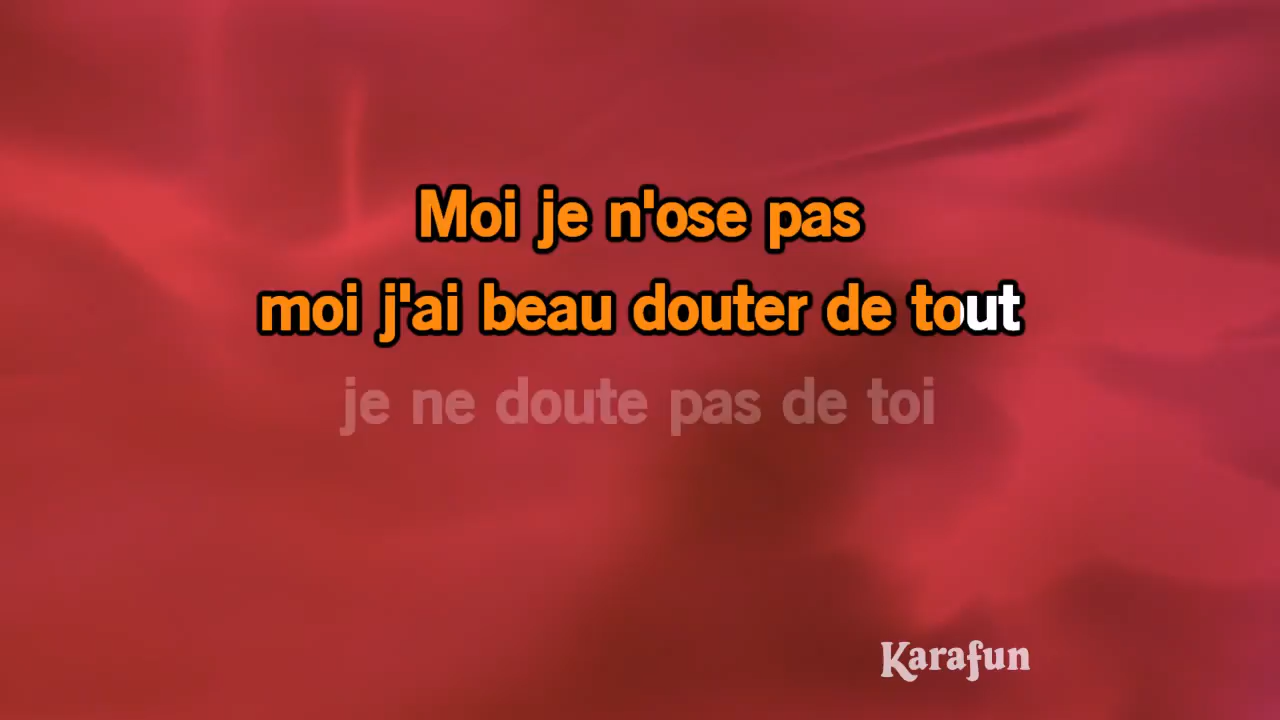 Moi je n'ose pas
moi j'ai beau douter de tout
je ne doute pas de toi
Karafun